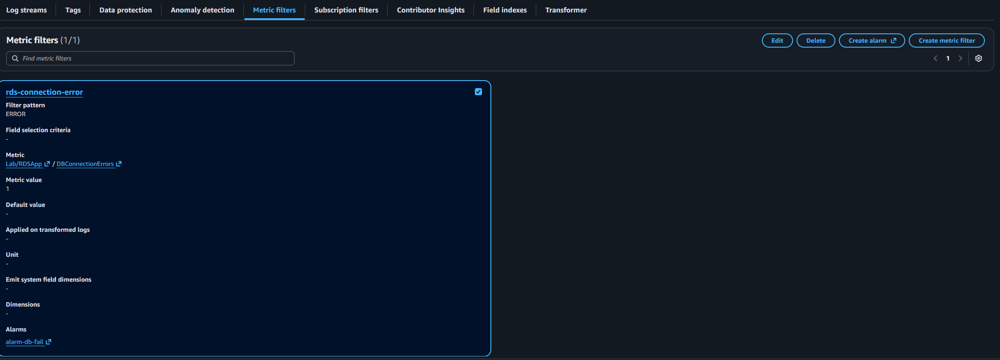 Log streams Tags Data protection Anomaly detection Metric filters Subscription filters Contributor Insights Field indexes Transformer
Metric filters (1/1)
Edit Delete Create alarm Create metric filter
Find metric filters
1
rds-connection-error
Filter pattern
ERROR
Field selection criteria
-
Metric
Lab/RDSApp / DBConnectionErrors
Metric value
1
Default value
-
Applied on transformed logs
-
Unit
-
Emit system field dimensions
-
Dimensions
-
Alarms
alarm-db-fail